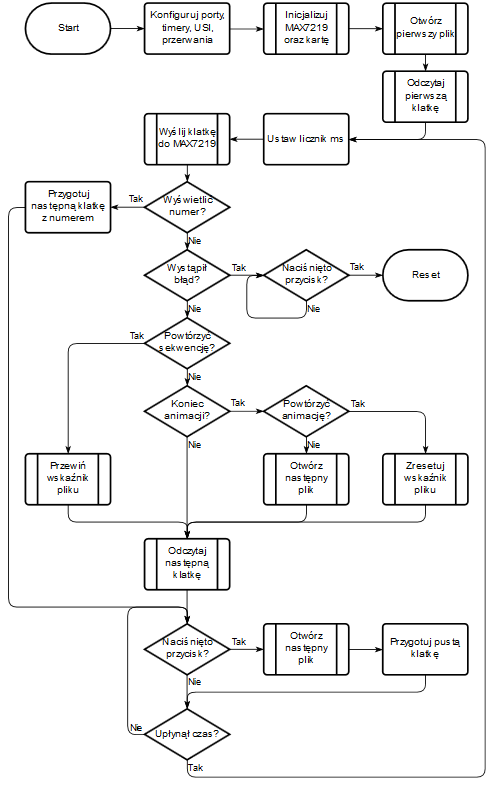 Start
Konfiguruj porty,
timery, USI,
przerwania
Inicjalizuj
MAX7219
oraz kartę
Otwórz
pierwszy plik
Odczytaj
pierwszą
klatkę
Ustaw licznik ms
Wyślij klatkę
do MAX7219
Wyświetlić
numer?
Tak
Przygotuj
następną klatkę
z numerem
Nie
Wystąpił
błąd?
Tak
Naciśnięto
przycisk?
Tak
Reset
Nie
Nie
Powtórzyć
sekwencję?
Tak
Nie
Koniec
animacji?
Tak
Powtórzyć
animację?
Tak
Nie
Nie
Przewiń
wskaźnik
pliku
Otwórz
następny
plik
Zresetuj
wskaźnik
pliku
Odczytaj
następną
klatkę
Naciśnięto
przycisk?
Tak
Otwórz
następny
plik
Przygotuj pustą
klatkę
Nie
Upłynął czas?
Nie
Tak